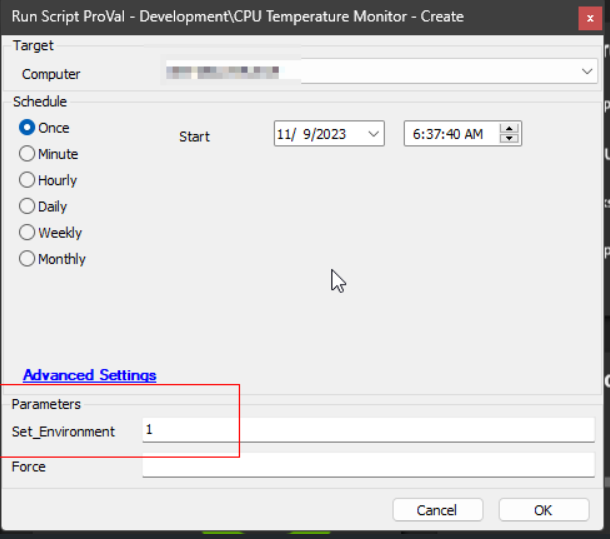 Run Script ProVal - Development\CPU Temperature Monitor - Create
x
Target
Computer
Schedule
Once
Start
11/ 9/2023
6:37:40 AM
Minute
Hourly
Daily
Weekly
Monthly
Advanced Settings
Parameters
Set_Environment
1
Force
Cancel
OK